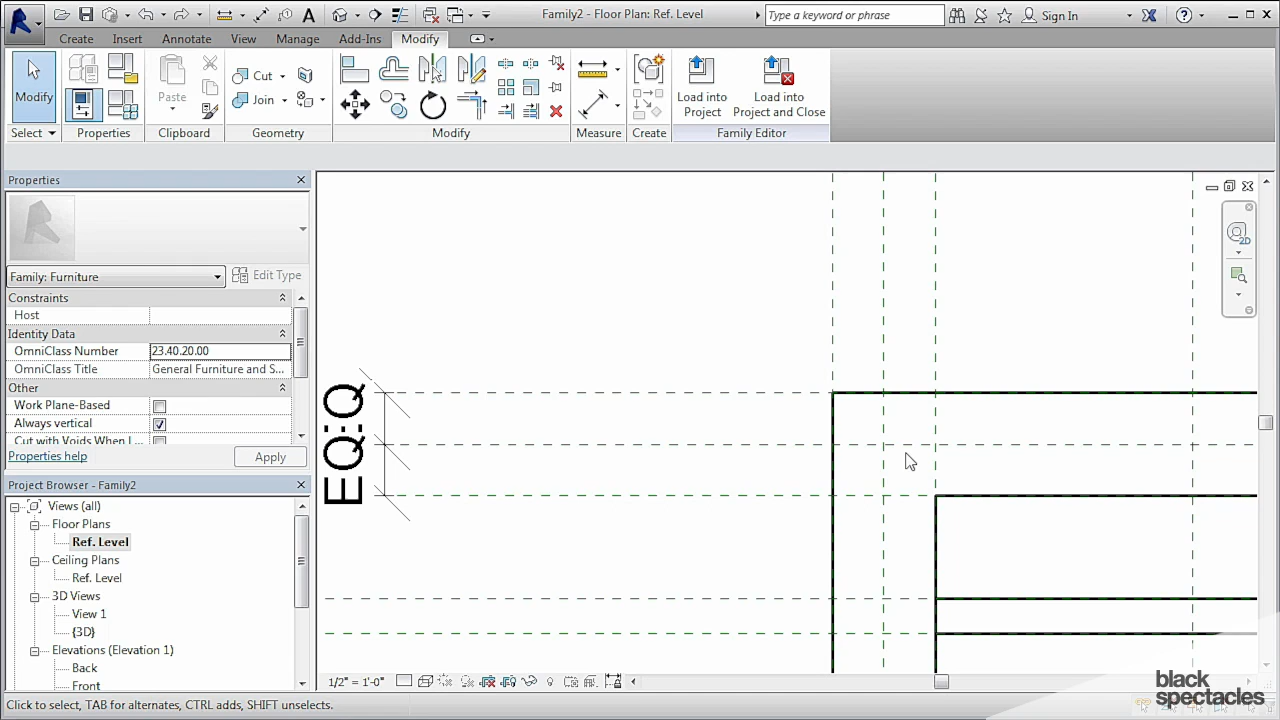 Family2 - Floor Plan: Ref. Level
Type a keyword or phrase
Sign In
Create Insert Annotate View Manage Add-Ins Modify
Modify
Paste
Cut
Join
Load into Project
Load into Project and Close
Select Properties Clipboard Geometry Modify Measure Create Family Editor
Properties
Family: Furniture
Edit Type
Constraints
Host
Identity Data
OmniClass Number 23.40.20.00
OmniClass Title General Furniture and S...
Other
Work Plane-Based
Always vertical
Cut with Voids When L
Properties help
Apply
Project Browser - Family2
Views (all)
Floor Plans
Ref. Level
Ceiling Plans
Ref. Level
3D Views
View 1
{3D}
Elevations (Elevation 1)
Back
Front
EQ:Q
2D
1/2" = 1'-0"
Click to select, TAB for alternates, CTRL adds, SHIFT unselects.
black
spectacles